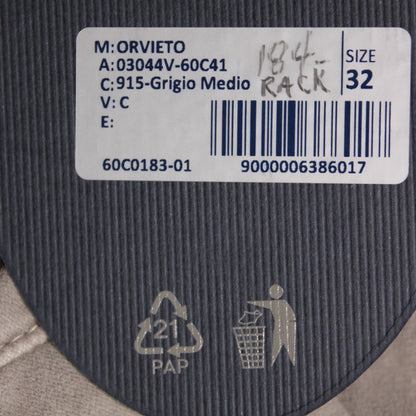 M: ORVIETO
A: 03044V-60C41
C: 915-Grigio Medio
V: C
E:
184-
RACK
SIZE
32
60C0183-01
9000006386017
21
PAP